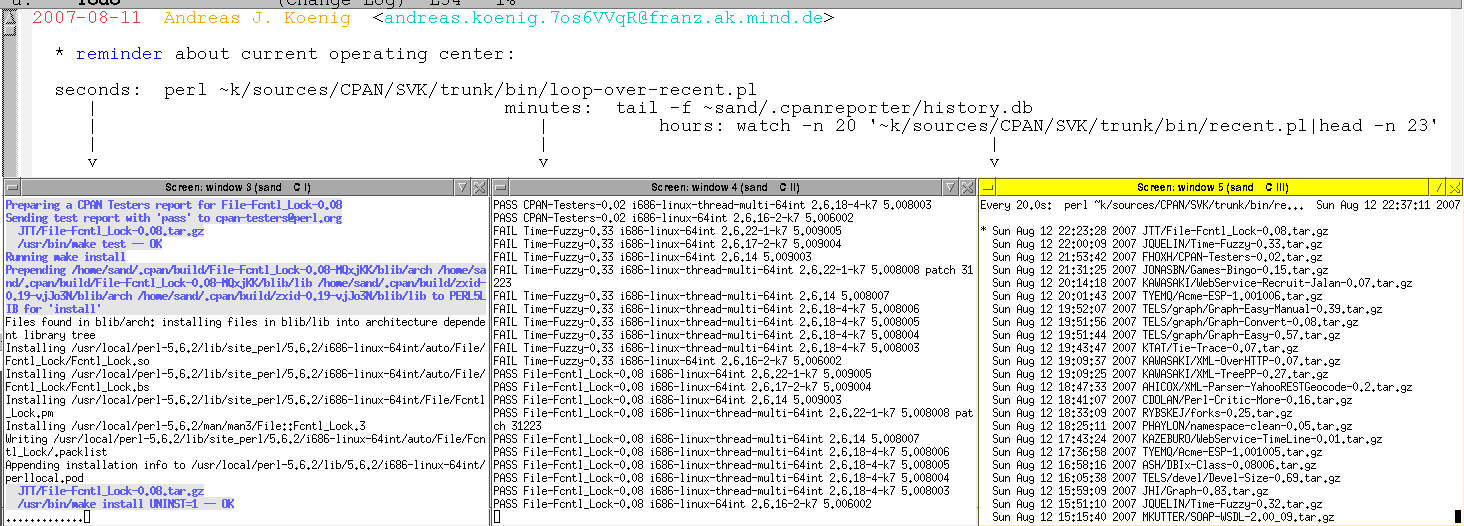 2007-08-11  Andreas J. Koenig  <andreas.koenig.7os6VVqR@franz.ak.mind.de>
* reminder about current operating center:
seconds:  perl ~k/sources/CPAN/SVK/trunk/bin/loop-over-recent.pl
minutes:  tail -f ~sand/.cpanreporter/history.db
hours: watch -n 20 '~k/sources/CPAN/SVK/trunk/bin/recent.pl|head -n 23'
v v v
Screen: window 3 (sand C I)
Preparing a CPAN Testers report for File-Fcntl_Lock-0.08
Sending test report with 'pass' to cpan-testers@perl.org
JTT/File-Fcntl_Lock-0.08.tar.gz
/usr/bin/make test -- OK
Running make install
Prepending /home/sand/.cpan/build/File-Fcntl_Lock-0.08-MQxjKK/blib/arch /home/sa
nd/.cpan/build/File-Fcntl_Lock-0.08-MQxjKK/blib/lib /home/sand/.cpan/build/zxid-
0.19-vjJo3N/blib/arch /home/sand/.cpan/build/zxid-0.19-vjJo3N/blib/lib to PERL5L
IB for 'install'
Files found in blib/arch: installing files in blib/lib into architecture depende
nt library tree
Installing /usr/local/perl-5.6.2/lib/site_perl/5.6.2/i686-linux-64int/auto/File/
Fcntl_Lock/Fcntl_Lock.so
Installing /usr/local/perl-5.6.2/lib/site_perl/5.6.2/i686-linux-64int/auto/File/
Fcntl_Lock/Fcntl_Lock.bs
Installing /usr/local/perl-5.6.2/lib/site_perl/5.6.2/i686-linux-64int/File/Fcntl
_Lock.pm
Installing /usr/local/perl-5.6.2/man/man3/File::Fcntl_Lock.3
Writing /usr/local/perl-5.6.2/lib/site_perl/5.6.2/i686-linux-64int/auto/File/Fcn
tl_Lock/.packlist
Appending installation info to /usr/local/perl-5.6.2/lib/5.6.2/i686-linux-64int/
perllocal.pod
JTT/File-Fcntl_Lock-0.08.tar.gz
/usr/bin/make install UNINST=1 -- OK
.............
Screen: window 4 (sand C II)
PASS CPAN-Testers-0.02 i686-linux-thread-multi-64int 2.6.18-4-k7 5.008003
PASS CPAN-Testers-0.02 i686-linux-64int 2.6.16-2-k7 5.006002
FAIL Time-Fuzzy-0.33 i686-linux-64int 2.6.22-1-k7 5.009005
FAIL Time-Fuzzy-0.33 i686-linux-64int 2.6.17-2-k7 5.009004
FAIL Time-Fuzzy-0.33 i686-linux-64int 2.6.14 5.009003
FAIL Time-Fuzzy-0.33 i686-linux-thread-multi-64int 2.6.22-1-k7 5.008008 patch 31
223
FAIL Time-Fuzzy-0.33 i686-linux-thread-multi-64int 2.6.14 5.008007
FAIL Time-Fuzzy-0.33 i686-linux-thread-multi-64int 2.6.18-4-k7 5.008006
FAIL Time-Fuzzy-0.33 i686-linux-thread-multi-64int 2.6.18-4-k7 5.008005
FAIL Time-Fuzzy-0.33 i686-linux-thread-multi-64int 2.6.18-4-k7 5.008004
FAIL Time-Fuzzy-0.33 i686-linux-thread-multi-64int 2.6.18-4-k7 5.008003
FAIL Time-Fuzzy-0.33 i686-linux-64int 2.6.16-2-k7 5.006002
PASS File-Fcntl_Lock-0.08 i686-linux-64int 2.6.22-1-k7 5.009005
PASS File-Fcntl_Lock-0.08 i686-linux-64int 2.6.17-2-k7 5.009004
PASS File-Fcntl_Lock-0.08 i686-linux-64int 2.6.14 5.009003
PASS File-Fcntl_Lock-0.08 i686-linux-thread-multi-64int 2.6.22-1-k7 5.008008 pat
ch 31223
PASS File-Fcntl_Lock-0.08 i686-linux-thread-multi-64int 2.6.14 5.008007
PASS File-Fcntl_Lock-0.08 i686-linux-thread-multi-64int 2.6.18-4-k7 5.008006
PASS File-Fcntl_Lock-0.08 i686-linux-thread-multi-64int 2.6.18-4-k7 5.008005
PASS File-Fcntl_Lock-0.08 i686-linux-thread-multi-64int 2.6.18-4-k7 5.008004
PASS File-Fcntl_Lock-0.08 i686-linux-thread-multi-64int 2.6.18-4-k7 5.008003
PASS File-Fcntl_Lock-0.08 i686-linux-64int 2.6.16-2-k7 5.006002
Screen: window 5 (sand C III)
Every 20.0s:  perl ~k/sources/CPAN/SVK/trunk/bin/re...  Sun Aug 12 22:37:11 2007
* Sun Aug 12 22:23:28 2007 JTT/File-Fcntl_Lock-0.08.tar.gz
Sun Aug 12 22:00:09 2007 JQUELIN/Time-Fuzzy-0.33.tar.gz
Sun Aug 12 21:53:42 2007 FHOXH/CPAN-Testers-0.02.tar.gz
Sun Aug 12 21:31:25 2007 JONASBN/Games-Bingo-0.15.tar.gz
Sun Aug 12 20:14:18 2007 KAWASAKI/WebService-Recruit-Jalan-0.07.tar.gz
Sun Aug 12 20:01:43 2007 TYEMQ/Acme-ESP-1.001006.tar.gz
Sun Aug 12 19:52:07 2007 TELS/graph/Graph-Easy-Manual-0.39.tar.gz
Sun Aug 12 19:51:56 2007 TELS/graph/Graph-Convert-0.08.tar.gz
Sun Aug 12 19:51:44 2007 TELS/graph/Graph-Easy-0.57.tar.gz
Sun Aug 12 19:43:47 2007 KTAT/Tie-Trace-0.07.tar.gz
Sun Aug 12 19:09:37 2007 KAWASAKI/XML-OverHTTP-0.07.tar.gz
Sun Aug 12 19:09:25 2007 KAWASAKI/XML-TreePP-0.27.tar.gz
Sun Aug 12 18:47:33 2007 AHICOX/XML-Parser-YahooRESTGeocode-0.2.tar.gz
Sun Aug 12 18:41:07 2007 CDOLAN/Perl-Critic-More-0.16.tar.gz
Sun Aug 12 18:33:09 2007 RYBSKEJ/forks-0.25.tar.gz
Sun Aug 12 18:25:11 2007 PHAYLON/namespace-clean-0.05.tar.gz
Sun Aug 12 17:43:24 2007 KAZEBURO/WebService-TimeLine-0.01.tar.gz
Sun Aug 12 17:36:58 2007 TYEMQ/Acme-ESP-1.001005.tar.gz
Sun Aug 12 16:58:16 2007 ASH/DBIx-Class-0.08006.tar.gz
Sun Aug 12 16:05:38 2007 TELS/devel/Devel-Size-0.69.tar.gz
Sun Aug 12 15:59:09 2007 JHI/Graph-0.83.tar.gz
Sun Aug 12 15:51:10 2007 JQUELIN/Time-Fuzzy-0.32.tar.gz
Sun Aug 12 15:15:40 2007 MKUTTER/SOAP-WSDL-2.00_09.tar.gz